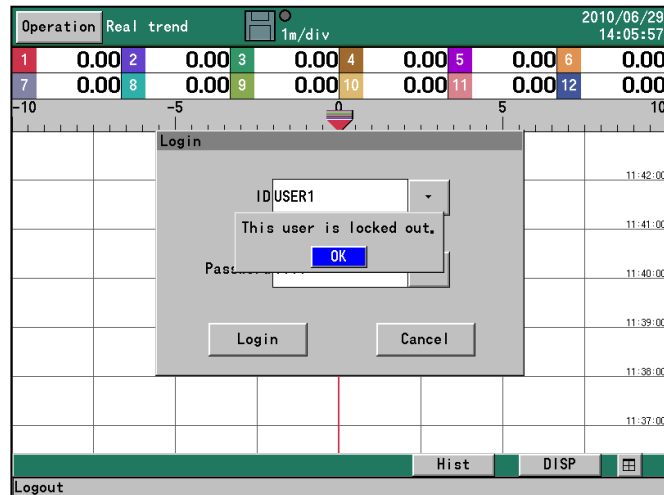 Operation Real trend 1m/div 2010/06/29
14:05:57
1 0.00 2 0.00 3 0.00 4 0.00 5 0.00 6 0.00
7 0.00 8 0.00 9 0.00 10 0.00 11 0.00 12 0.00
-10 -5 0 5 10
Login
11:42:00
ID USER1
11:41:00
This user is locked out.
OK
11:40:00
11:39:00
Login Cancel
11:38:00
11:37:00
Hist DISP
Logout